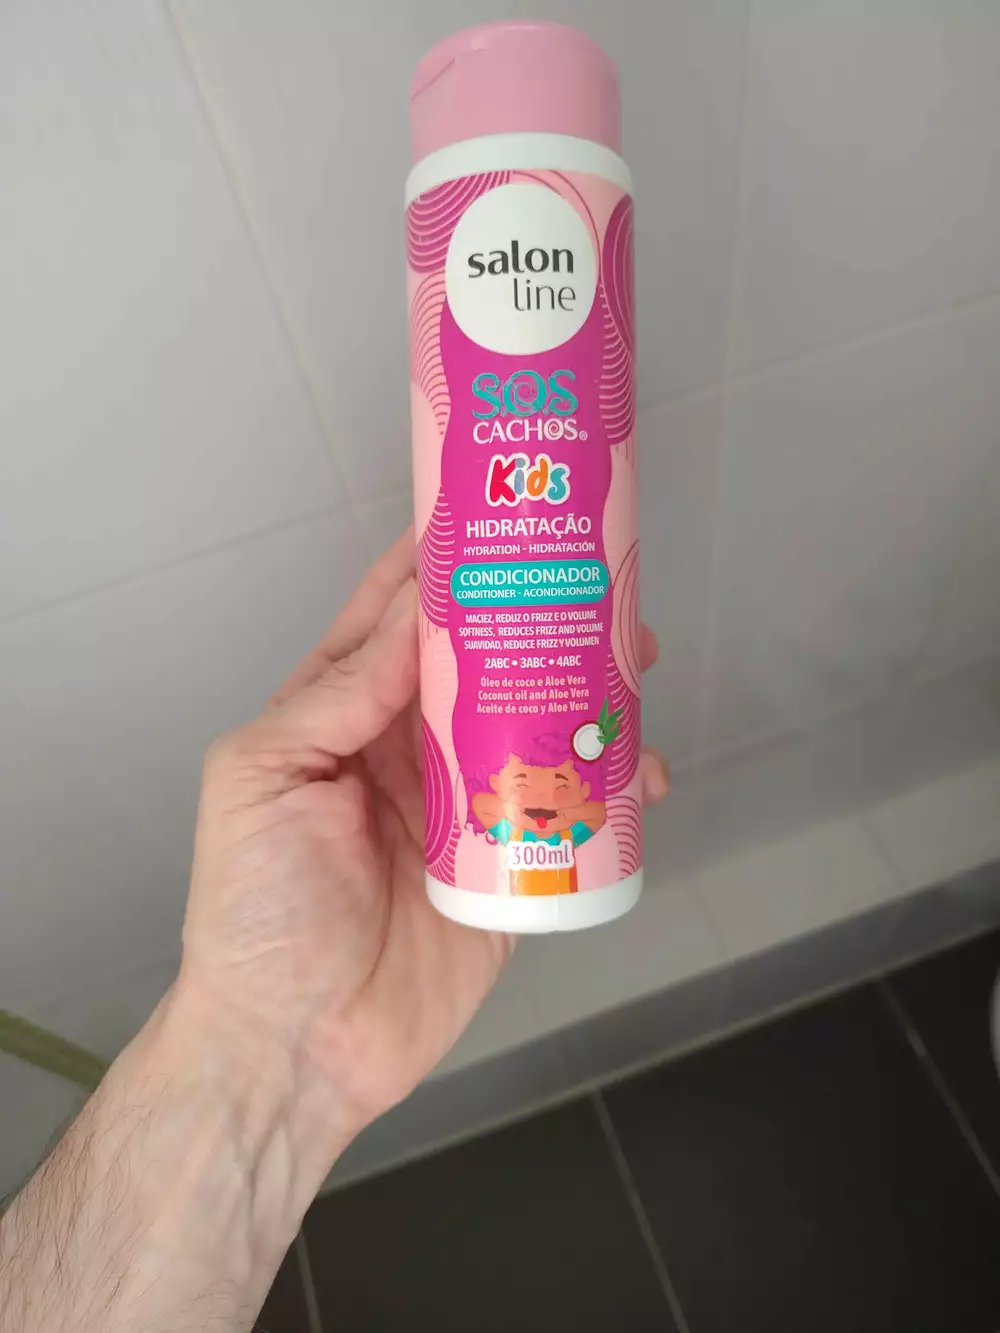 salon
line
S.O.S
CACHOS®
Kids
HIDRATAÇÃO
HYDRATION - HIDRATACIÓN
CONDICIONADOR
CONDITIONER - ACONDICIONADOR
MACIEZ, REDUZ O FRIZZ E O VOLUME
SOFTNESS, REDUCES FRIZZ AND VOLUME
SUAVIDAD, REDUCE FRIZZ Y VOLUMEN
2ABC • 3ABC • 4ABC
Óleo de coco e Aloe Vera
Coconut oil and Aloe Vera
Aceite de coco y Aloe Vera
300ml